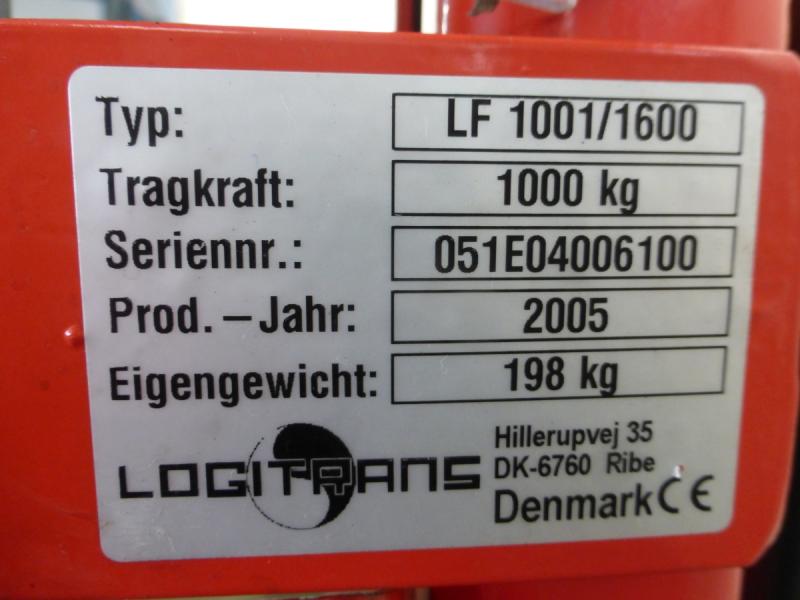 Typ: LF 1001/1600
Tragkraft: 1000 kg
Seriennr.: 051E04006100
Prod.-Jahr: 2005
Eigengewicht: 198 kg
LOGITRANS
Hillerupvej 35
DK-6760 Ribe
Denmark CE